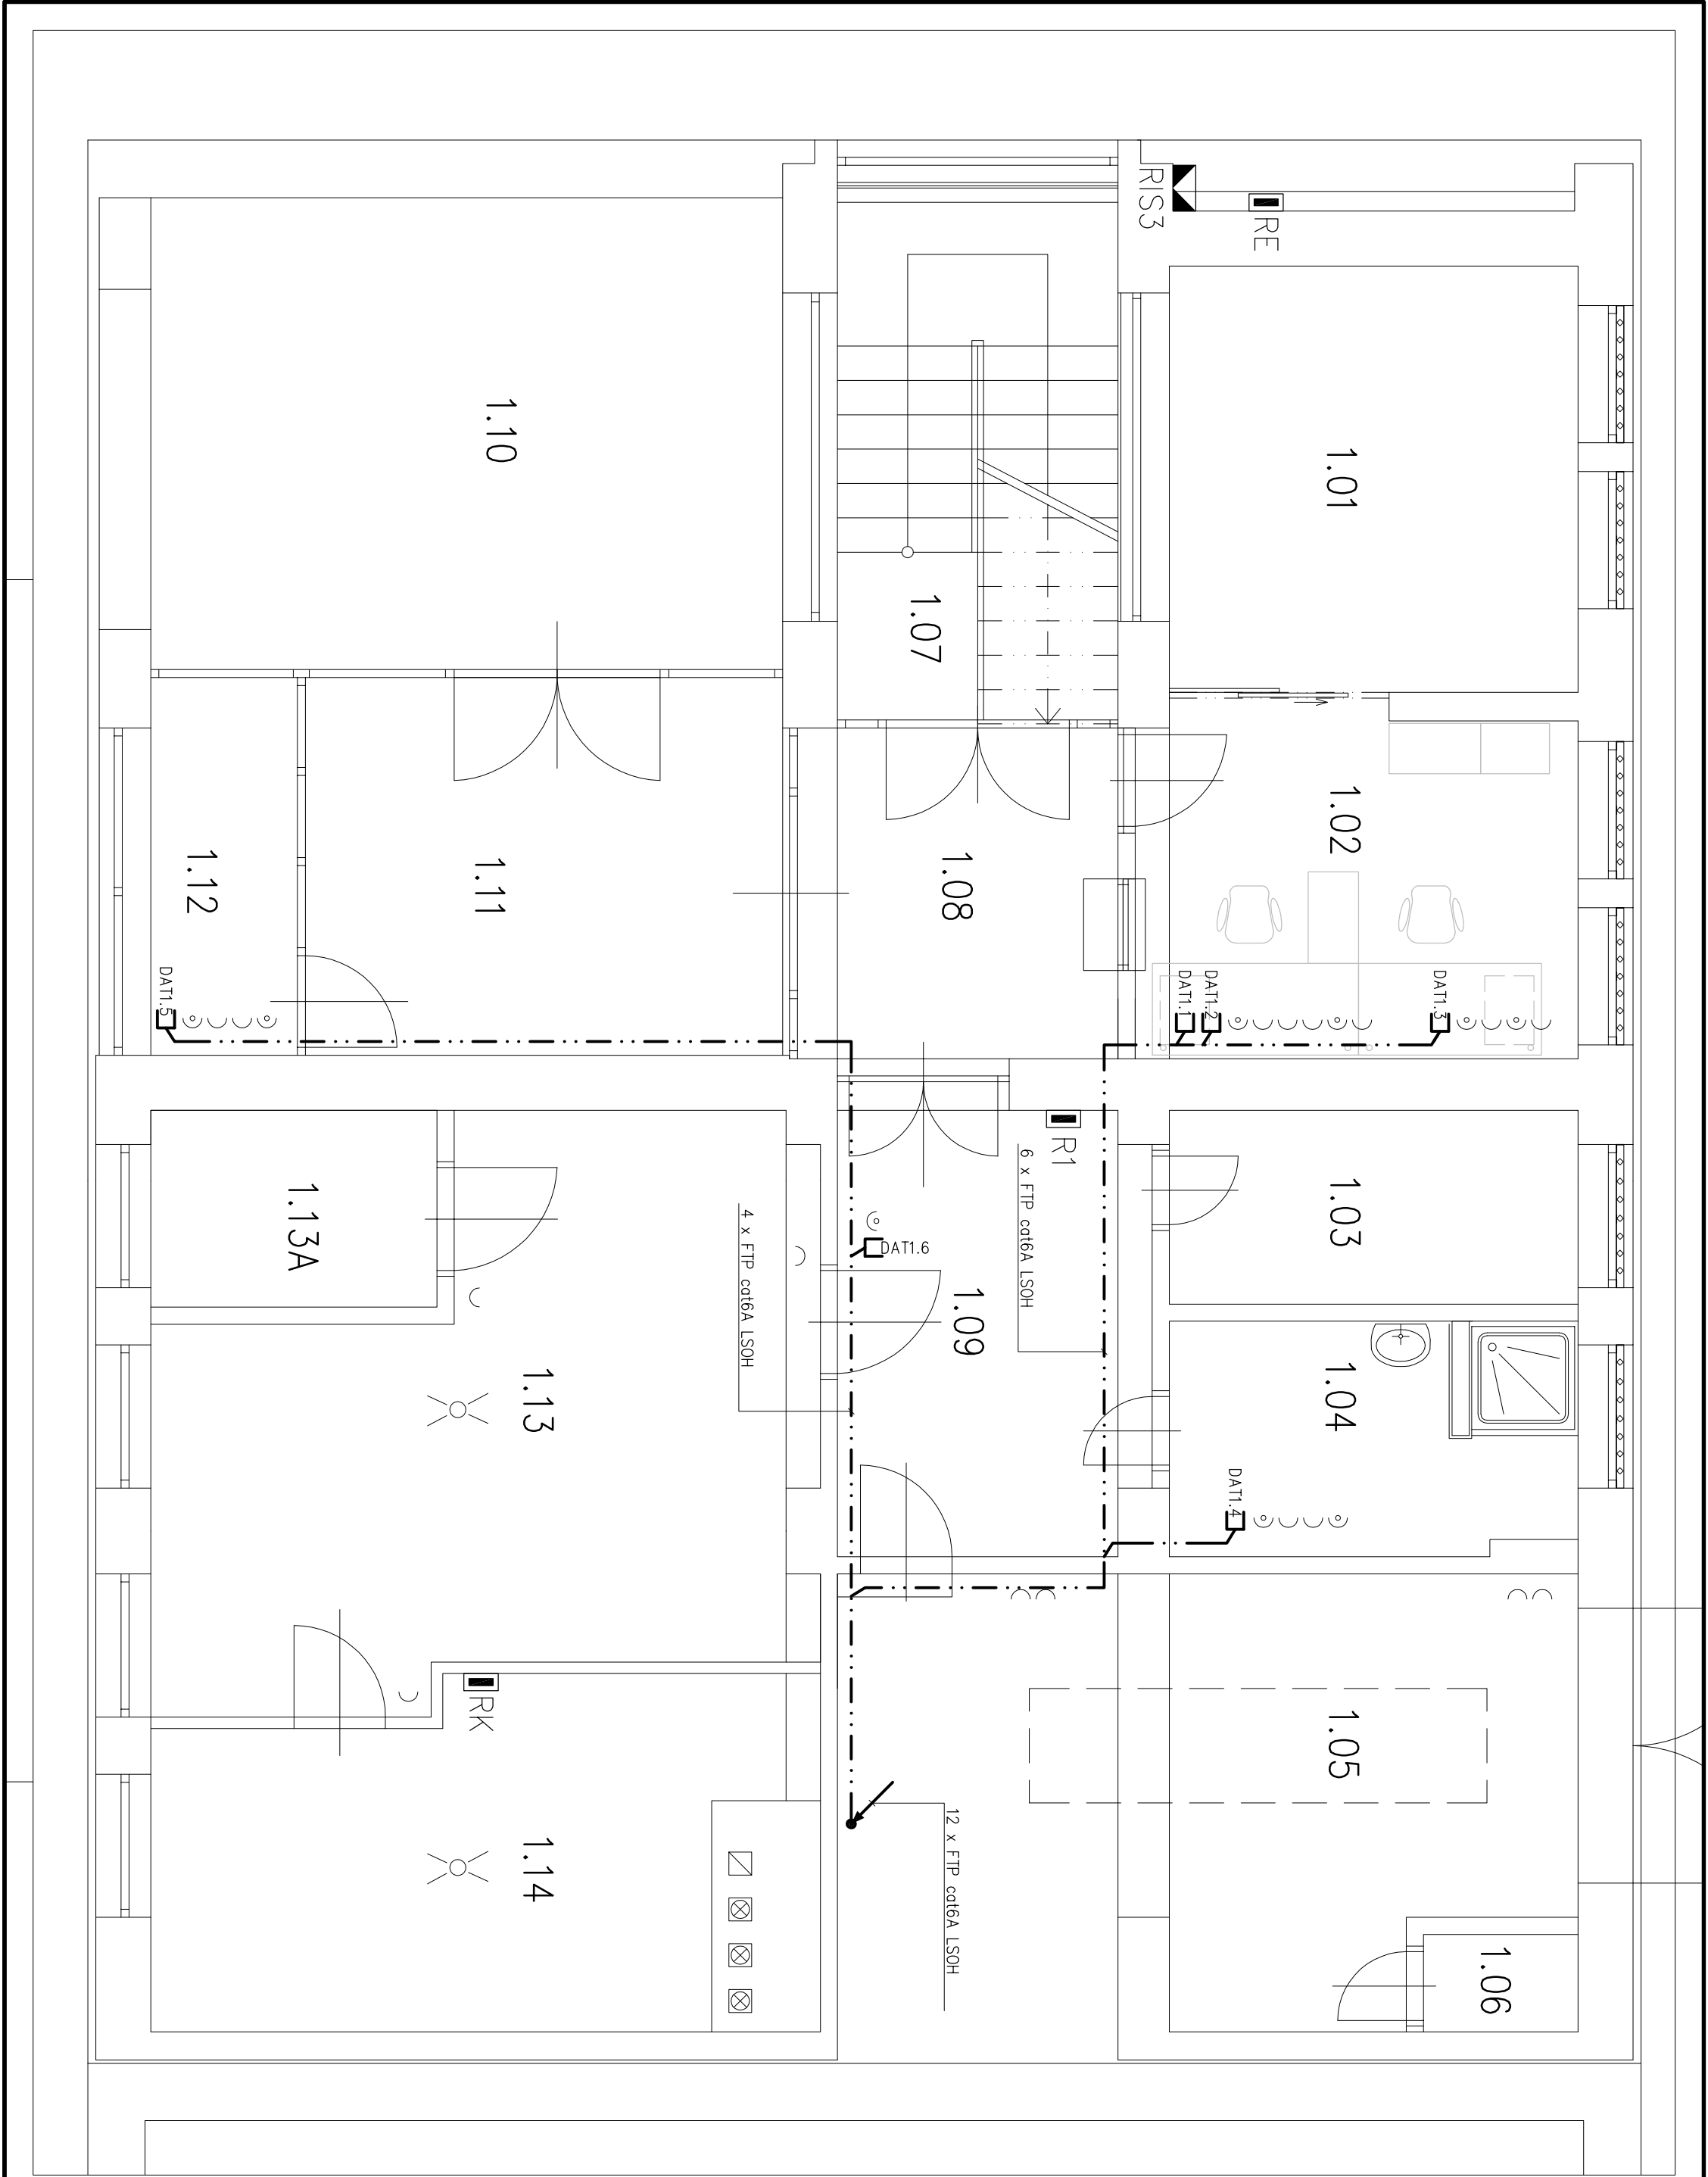 RIS3
RE
1.01
1.10
1.07
1.02
1.08
1.11
1.12
DAT1.5
DAT1.1
DAT1.2
DAT1.3
R1
6 x FTP cat6A LSOH
4 x FTP cat6A LSOH
DAT1.6
1.03
1.13A
1.09
1.04
1.13
DAT1.4
RK
1.05
12 x FTP cat6A LSOH
1.14
1.06